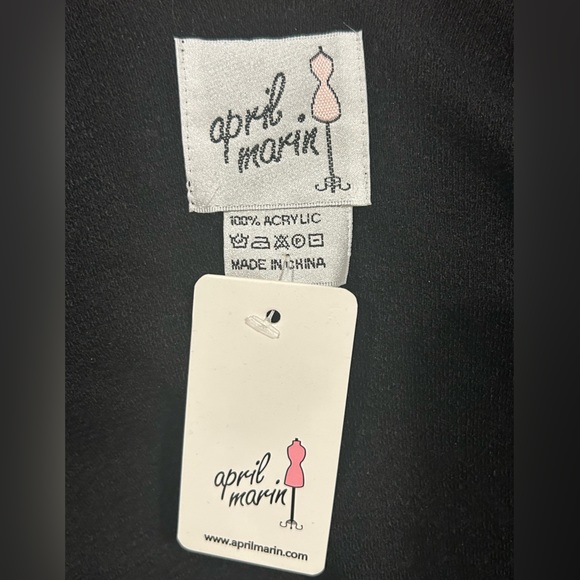 april
marin
100% ACRYLIC
MADE IN CHINA
april
marin
www.aprilmarin.com